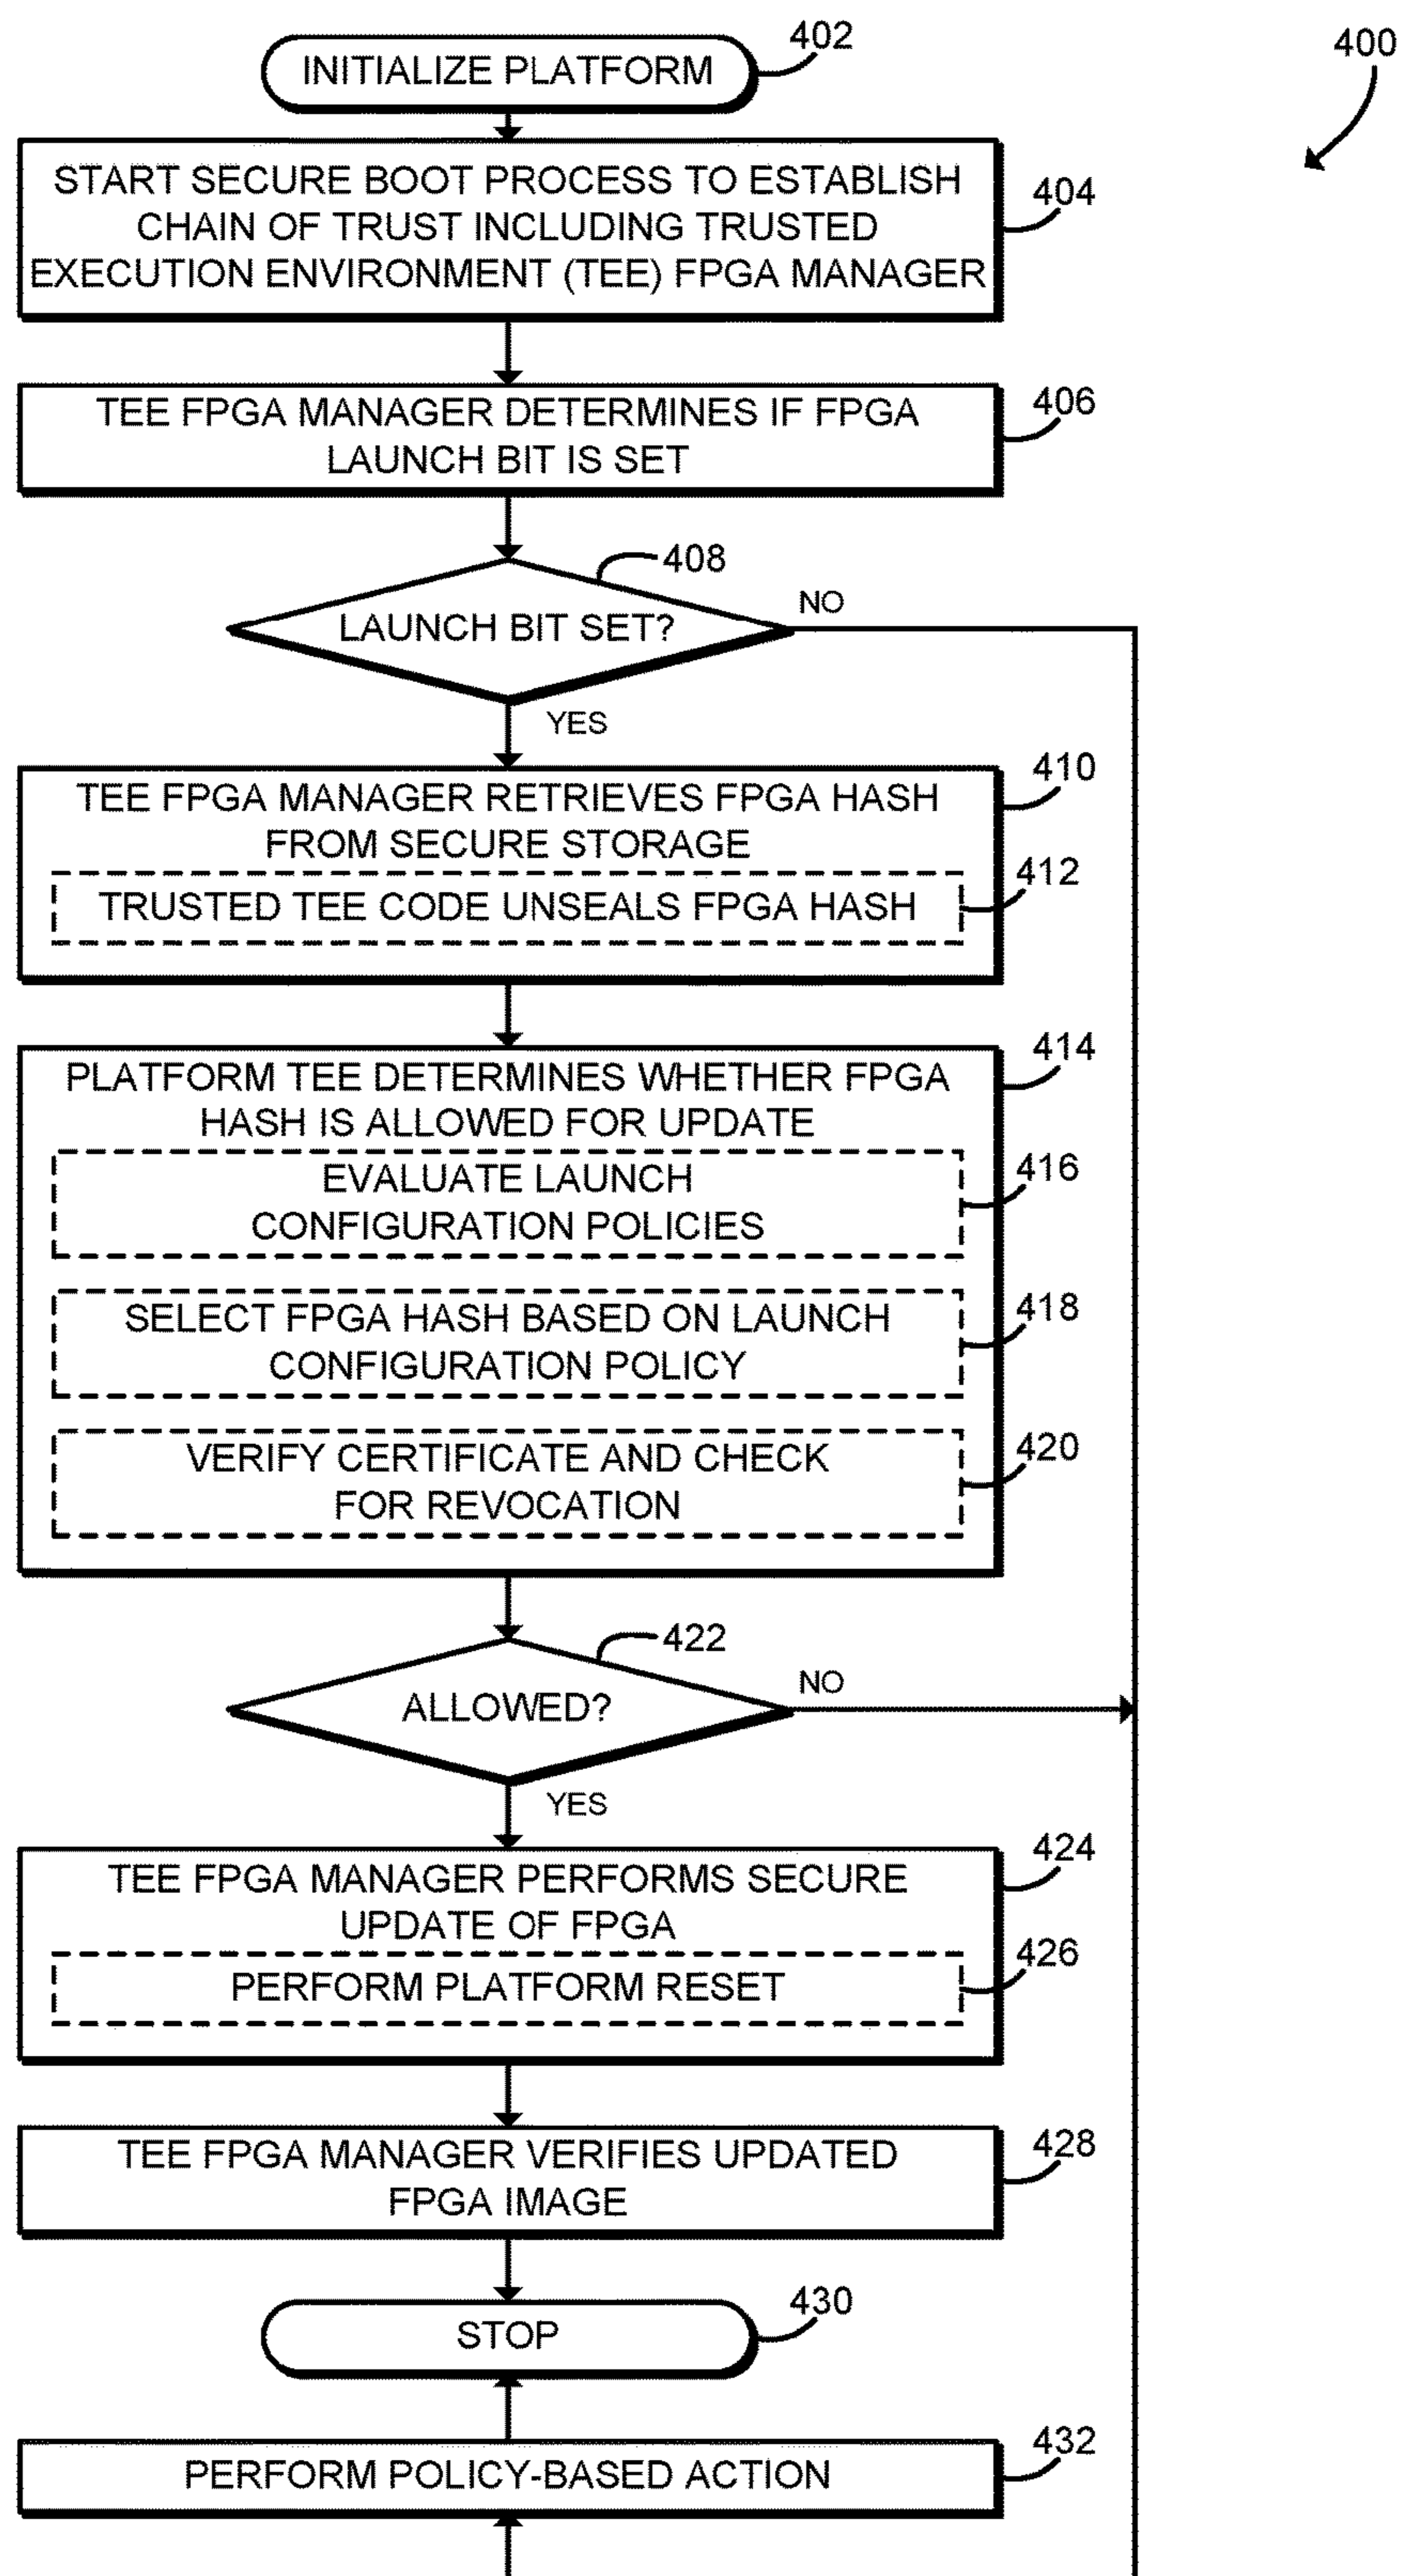 402
400
INITIALIZE PLATFORM
START SECURE BOOT PROCESS TO ESTABLISH
CHAIN OF TRUST INCLUDING TRUSTED
EXECUTION ENVIRONMENT (TEE) FPGA MANAGER
404
TEE FPGA MANAGER DETERMINES IF FPGA
LAUNCH BIT IS SET
406
408
LAUNCH BIT SET?
NO
YES
TEE FPGA MANAGER RETRIEVES FPGA HASH
FROM SECURE STORAGE
410
TRUSTED TEE CODE UNSEALS FPGA HASH
412
PLATFORM TEE DETERMINES WHETHER FPGA
HASH IS ALLOWED FOR UPDATE
414
EVALUATE LAUNCH
CONFIGURATION POLICIES
416
SELECT FPGA HASH BASED ON LAUNCH
CONFIGURATION POLICY
418
VERIFY CERTIFICATE AND CHECK
FOR REVOCATION
420
422
ALLOWED?
NO
YES
TEE FPGA MANAGER PERFORMS SECURE
UPDATE OF FPGA
424
PERFORM PLATFORM RESET
426
TEE FPGA MANAGER VERIFIES UPDATED
FPGA IMAGE
428
STOP
430
PERFORM POLICY-BASED ACTION
432